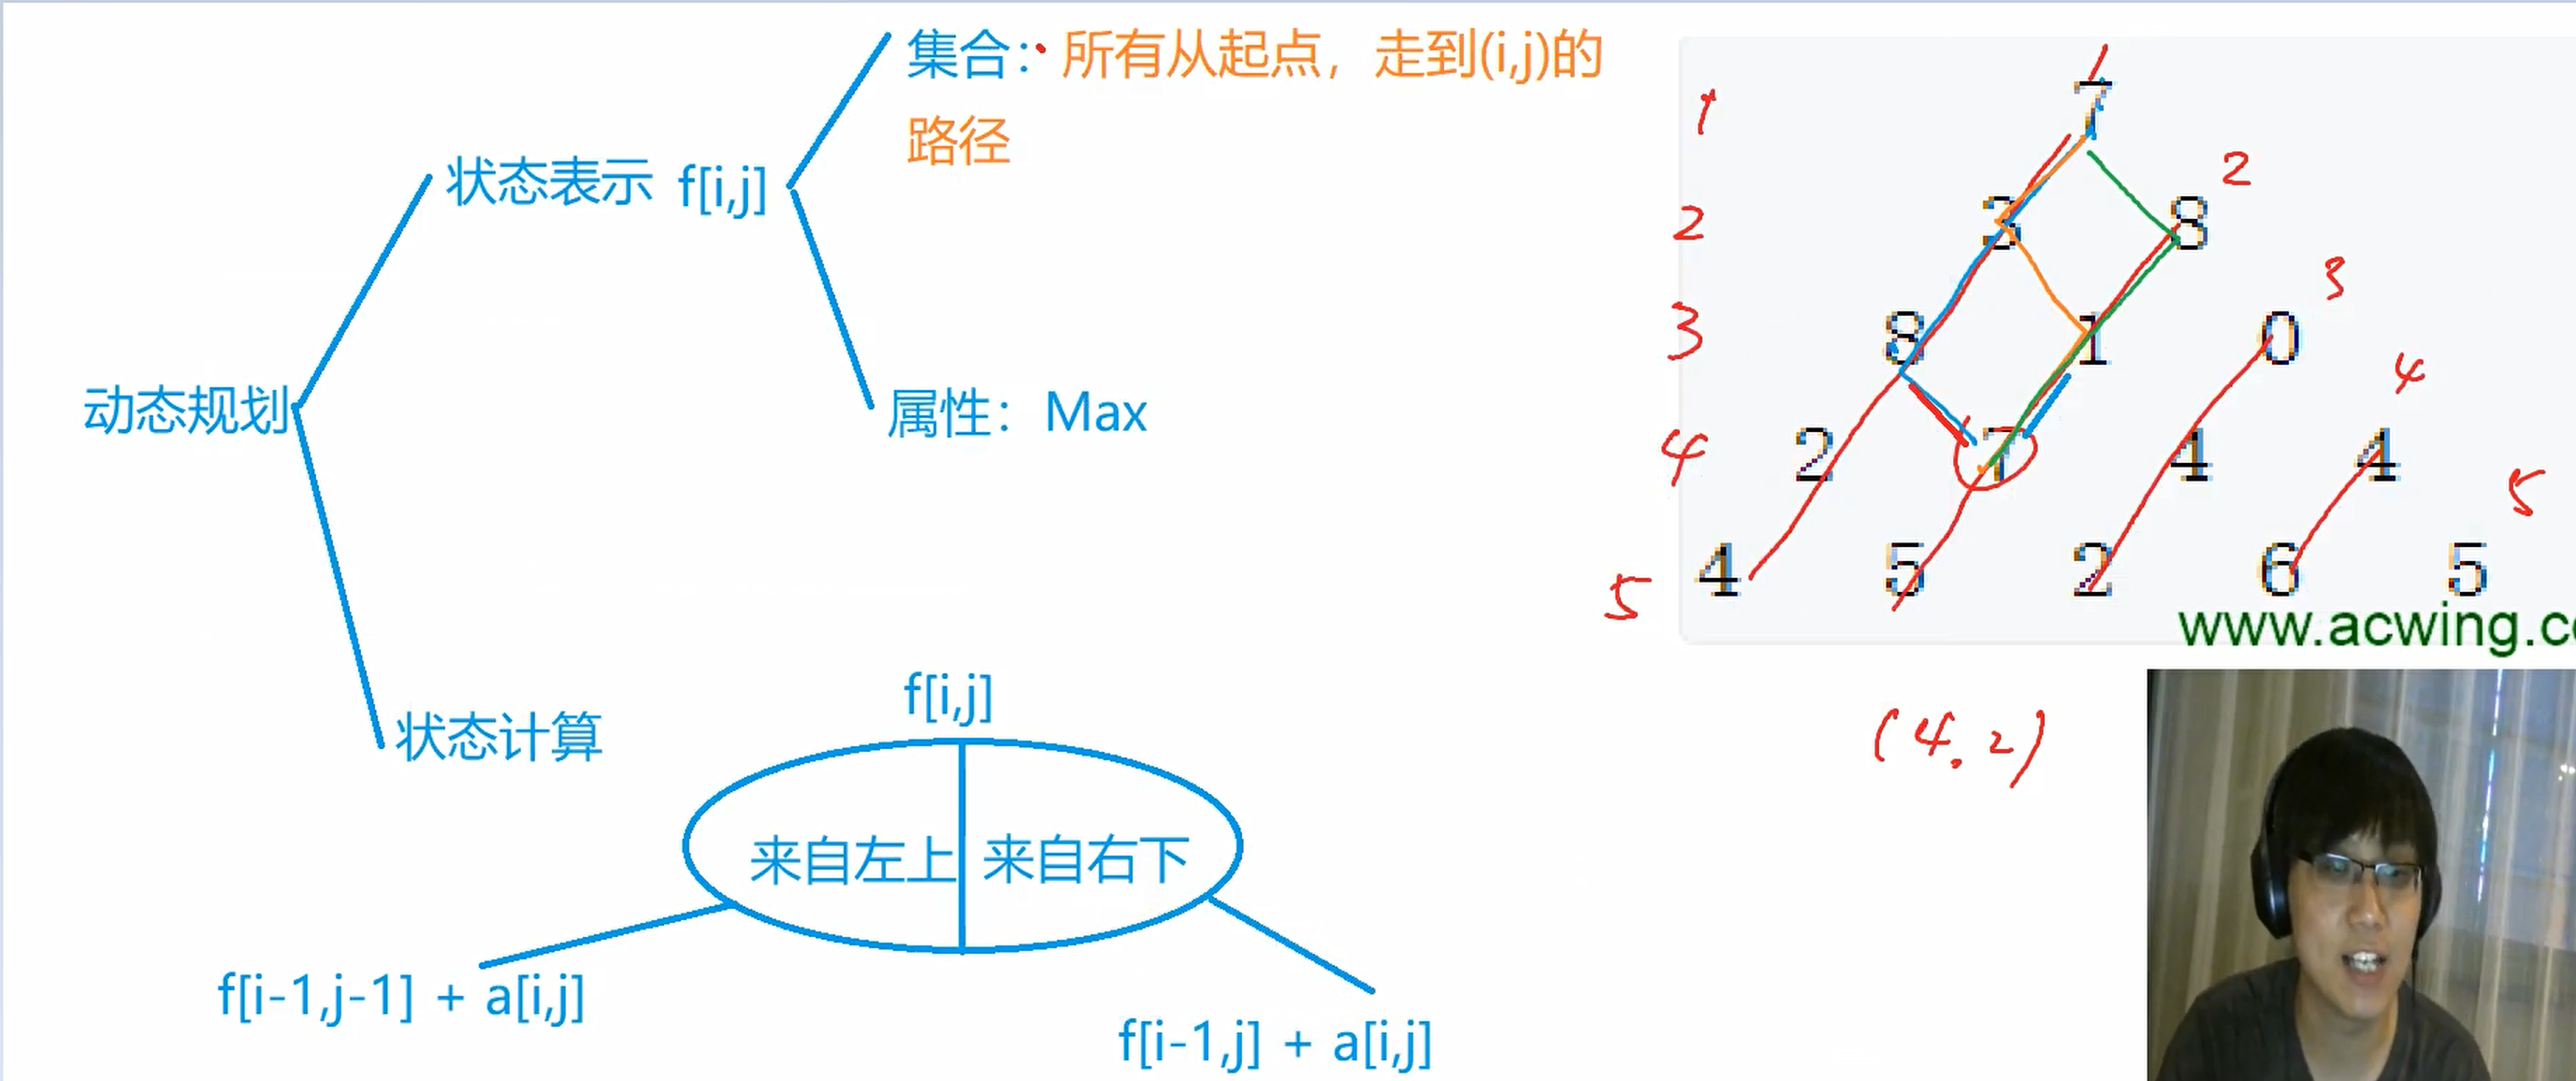 集合：所有从起点，走到(i,j)的
路径
状态表示 f[i,j]
动态规划
属性：Max
状态计算
f[i,j]
来自左上 来自右下
f[i-1,j-1] + a[i,j]
f[i-1,j] + a[i,j]
1
7
2
3 8
2
3
8 1 0
3
4
2 7 4 4
4
5
4 5 2 6 5
5
www.acwing.c
(4.2)